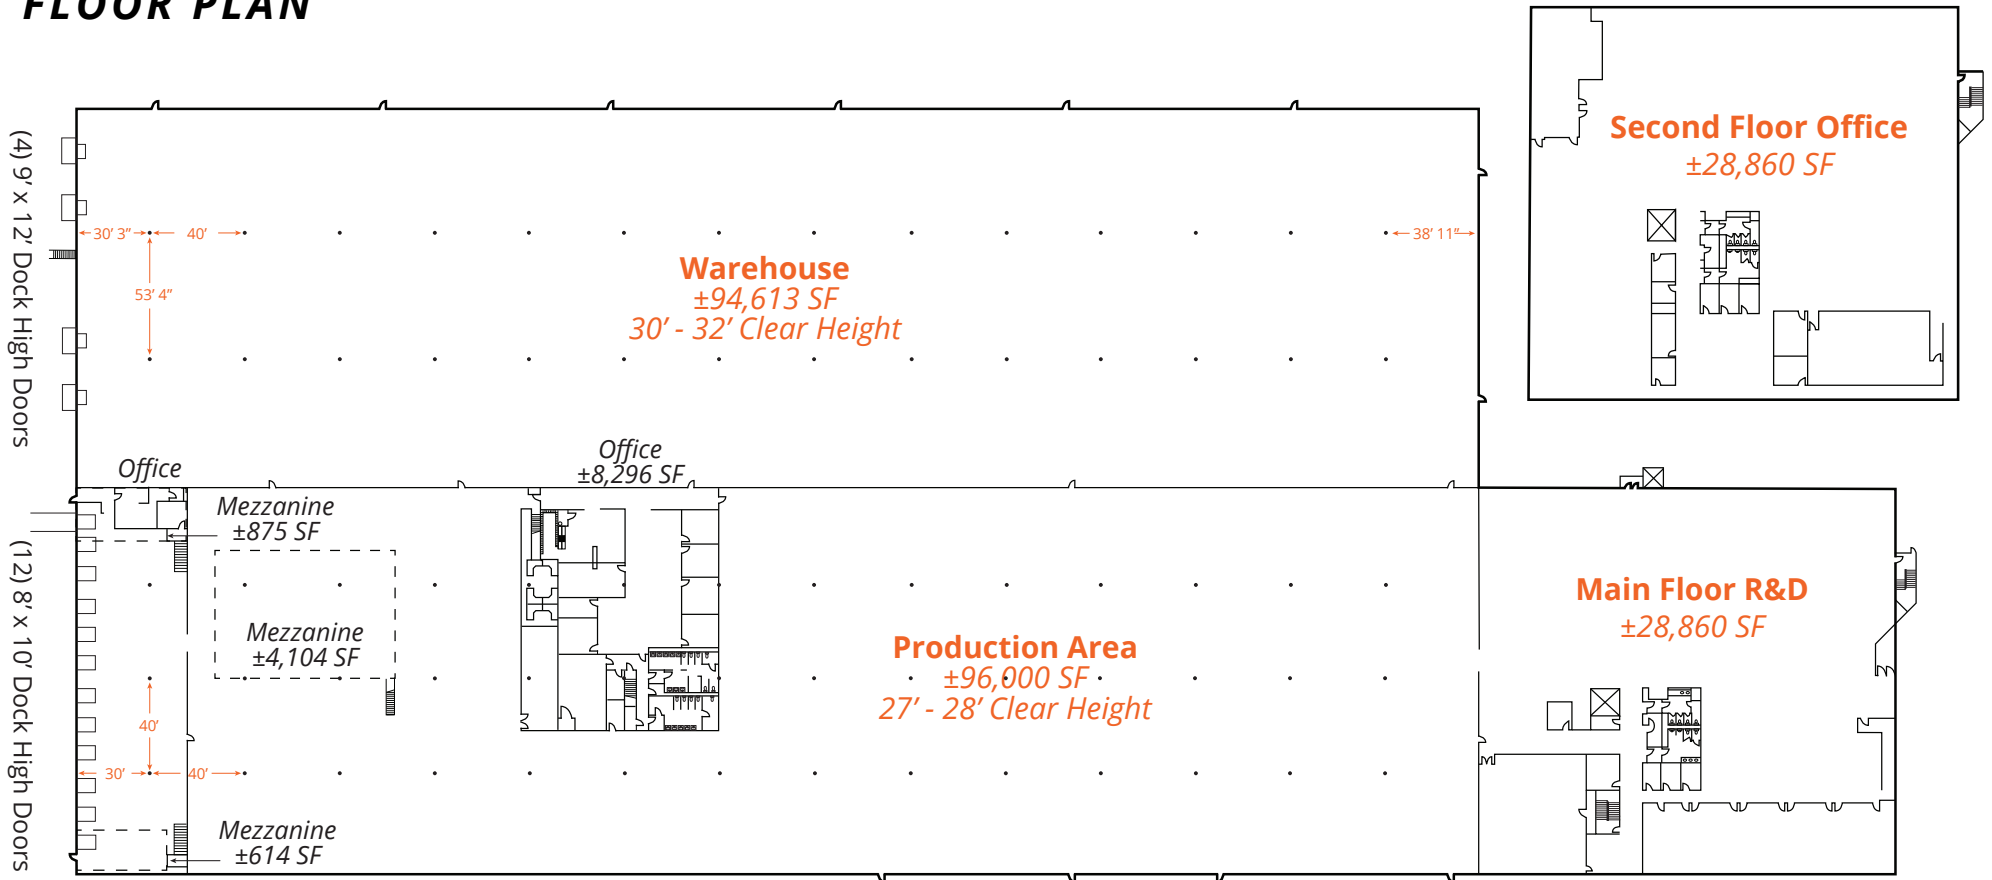 FLOOR PLAN
Second Floor Office
±28,860 SF
(4) 9’ x 12’ Dock High Doors
30’ 3”
40’
38’ 11”
53’ 4”
Warehouse
±94,613 SF
30’ - 32’ Clear Height
Office
Office
±8,296 SF
Mezzanine
±875 SF
(12) 8’ x 10’ Dock High Doors
Mezzanine
±4,104 SF
Production Area
±96,000 SF
27’ - 28’ Clear Height
Main Floor R&D
±28,860 SF
40’
30’
40’
Mezzanine
±614 SF